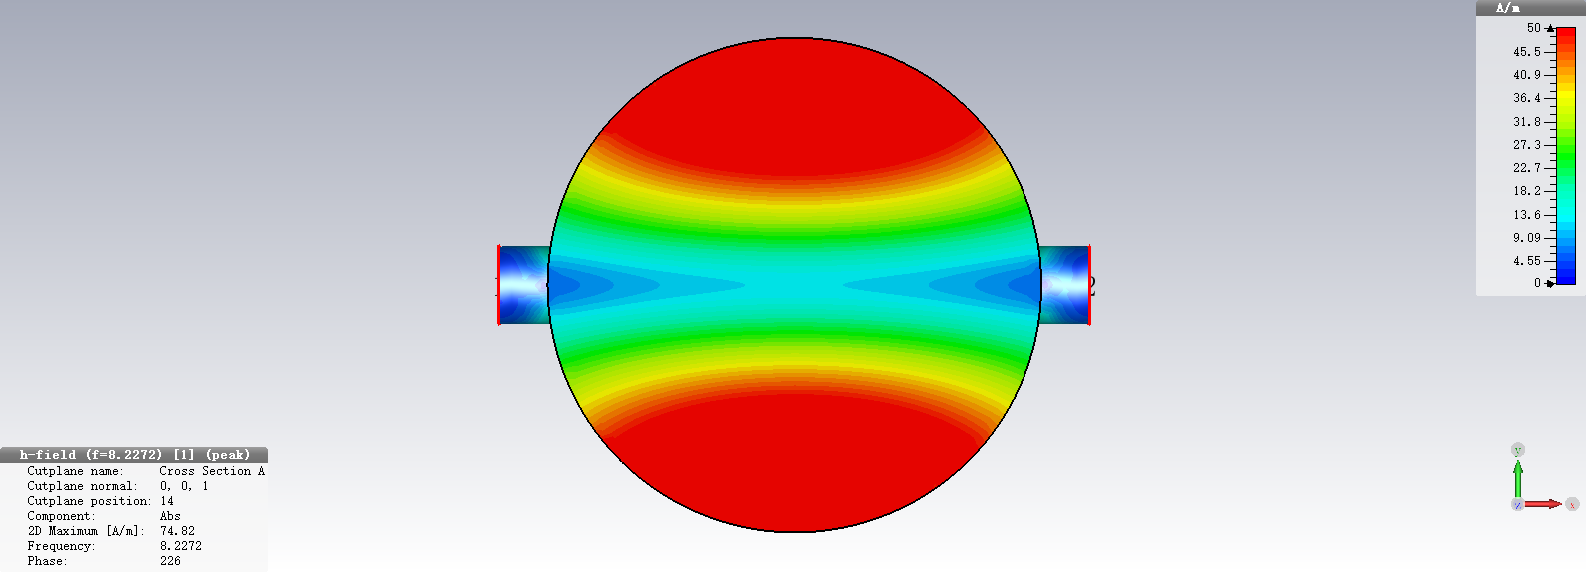 A/m
50
45.5
40.9
36.4
31.8
27.3
22.7
18.2
13.6
9.09
4.55
0
2
h-field (f=8.2272) [1] (peak)
Cutplane name: Cross Section A
Cutplane normal: 0, 0, 1
Cutplane position: 14
Component: Abs
2D Maximum [A/m]: 74.82
Frequency: 8.2272
Phase: 226
Y
Z
X